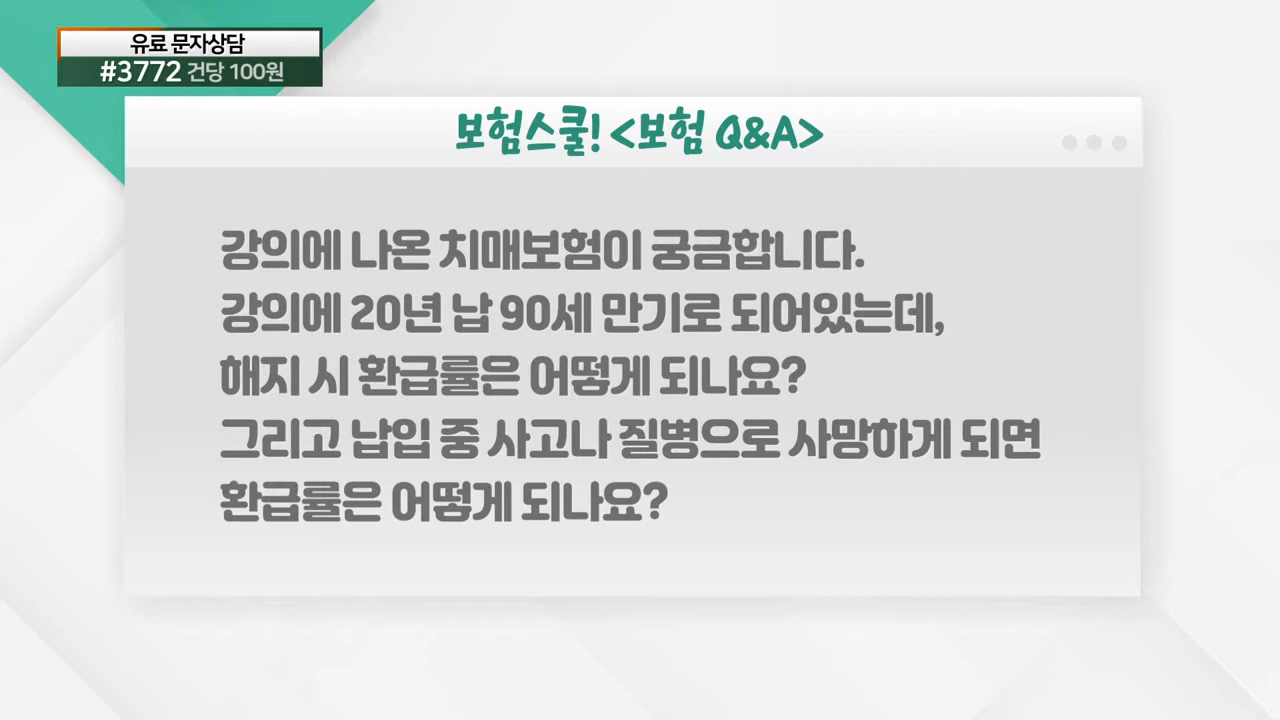 유료 문자상담
#3772 건당 100원
보험스쿨! <보험 Q&A>
강의에 나온 치매보험이 궁금합니다.
강의에 20년 납 90세 만기로 되어있는데,
해지 시 환급률은 어떻게 되나요?
그리고 납입 중 사고나 질병으로 사망하게 되면
환급률은 어떻게 되나요?